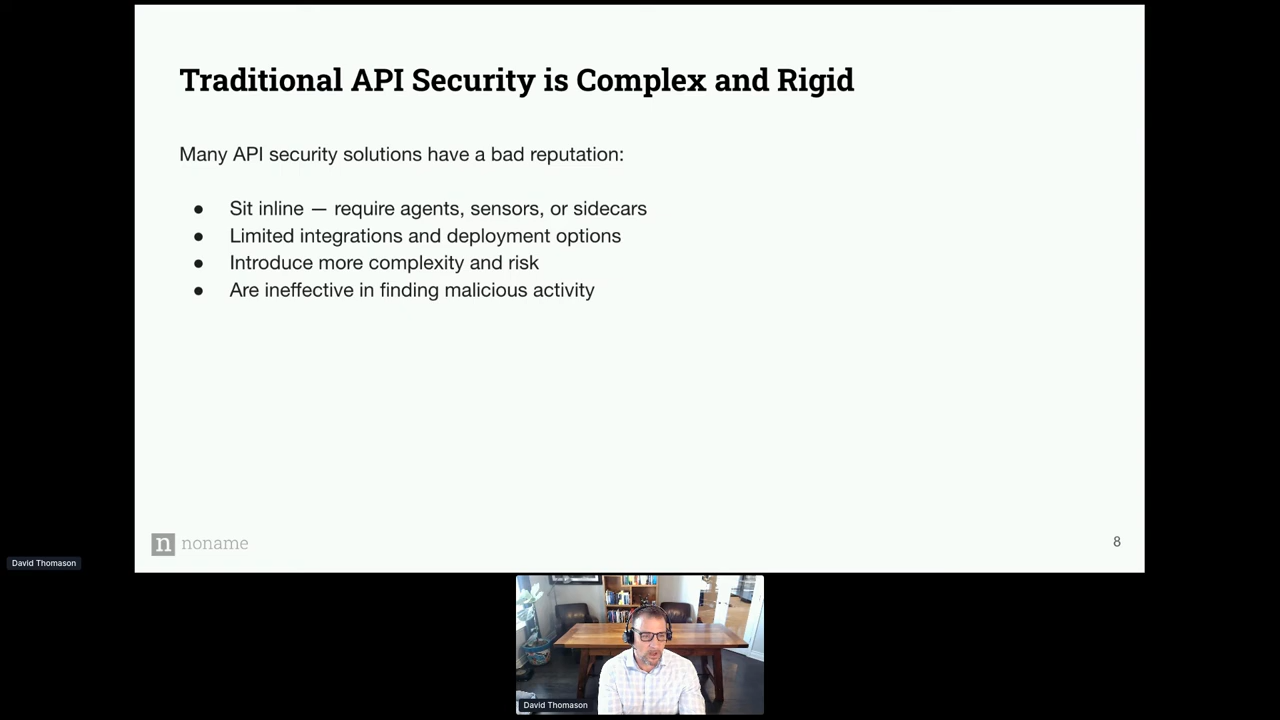 Traditional API Security is Complex and Rigid
Many API security solutions have a bad reputation:
● Sit inline — require agents, sensors, or sidecars
● Limited integrations and deployment options
● Introduce more complexity and risk
● Are ineffective in finding malicious activity
n noname
8
David Thomason
David Thomason